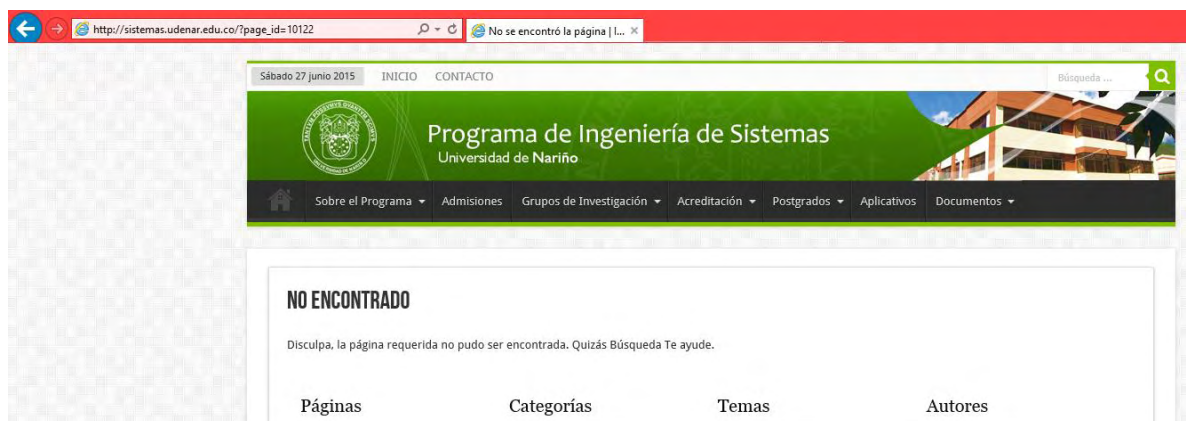 http://sistemas.udenar.edu.co/?page_id=10122
No se encontró la página | I...
Sábado 27 junio 2015 INICIO CONTACTO Búsqueda ...
Programa de Ingeniería de Sistemas
Universidad de Nariño
Sobre el Programa Admisiones Grupos de Investigación Acreditación Postgrados Aplicativos Documentos
NO ENCONTRADO
Disculpa, la página requerida no pudo ser encontrada. Quizás Búsqueda Te ayude.
Páginas Categorías Temas Autores